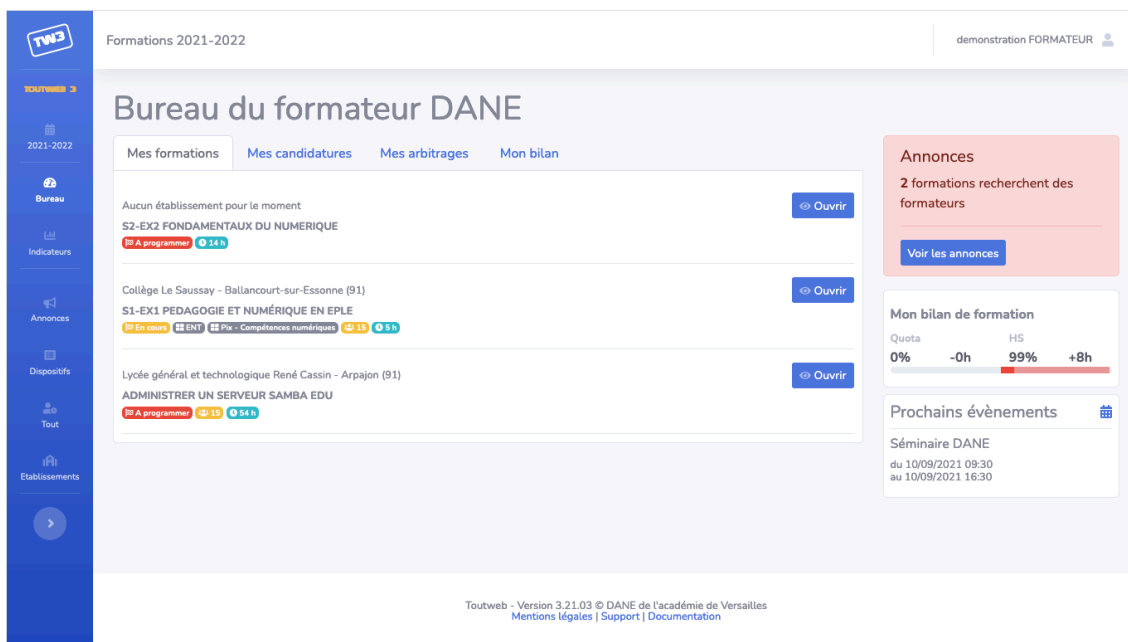 TW3
Formations 2021-2022
demonstration FORMATEUR
TOUTWEB 3
2021-2022
Bureau
Indicateurs
Annonces
Dispositifs
Tout
Etablissements
Bureau du formateur DANE
Mes formations
Mes candidatures
Mes arbitrages
Mon bilan
Aucun établissement pour le moment
Ouvrir
S2-EX2 FONDAMENTAUX DU NUMERIQUE
A programmer 14 h
Collège Le Saussay - Ballancourt-sur-Essonne (91)
Ouvrir
S1-EX1 PEDAGOGIE ET NUMÉRIQUE EN EPLE
En cours ENT Pix - Compétences numériques 15 5 h
Lycée général et technologique René Cassin - Arpajon (91)
Ouvrir
ADMINISTRER UN SERVEUR SAMBA EDU
A programmer 15 54 h
Annonces
2 formations recherchent des
formateurs
Voir les annonces
Mon bilan de formation
Quota HS
0% -0h 99% +8h
Prochains évènements
Séminaire DANE
du 10/09/2021 09:30
au 10/09/2021 16:30
Toutweb - Version 3.21.03 © DANE de l'académie de Versailles
Mentions légales | Support | Documentation